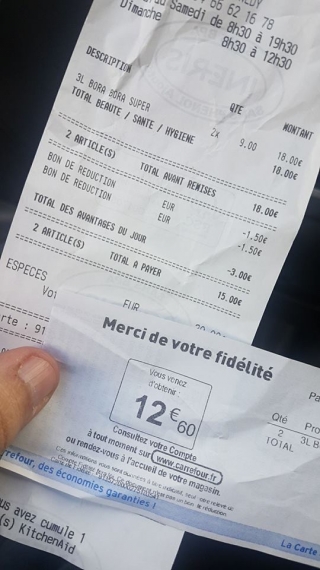 66 62 16 78
Samedi de 8h30 à 19h30
Dimanche 8h30 à 12h30
DESCRIPTION QTE MONTANT
3L BORA BORA SUPER 2x 9.00 18.00€
TOTAL BEAUTE / SANTE / HYGIENE 18.00€
2 ARTICLE(S) TOTAL AVANT REMISES 18.00€
BON DE REDUCTION EUR -1.50€
BON DE REDUCTION EUR -1.50€
TOTAL DES AVANTAGES DU JOUR -3.00€
2 ARTICLE(S) TOTAL A PAYER 15.00€
ESPECES EUR
Merci de votre fidélité
Vous venez
d'obtenir :
12€60
Consultez votre Compte
à tout moment sur www.carrefour.fr
ou rendez-vous à l'accueil de votre magasin.
Qté
2 3L B
TOTAL
des économies garanties !
La Carte
us avez cumule 1
(s) KitchenAid